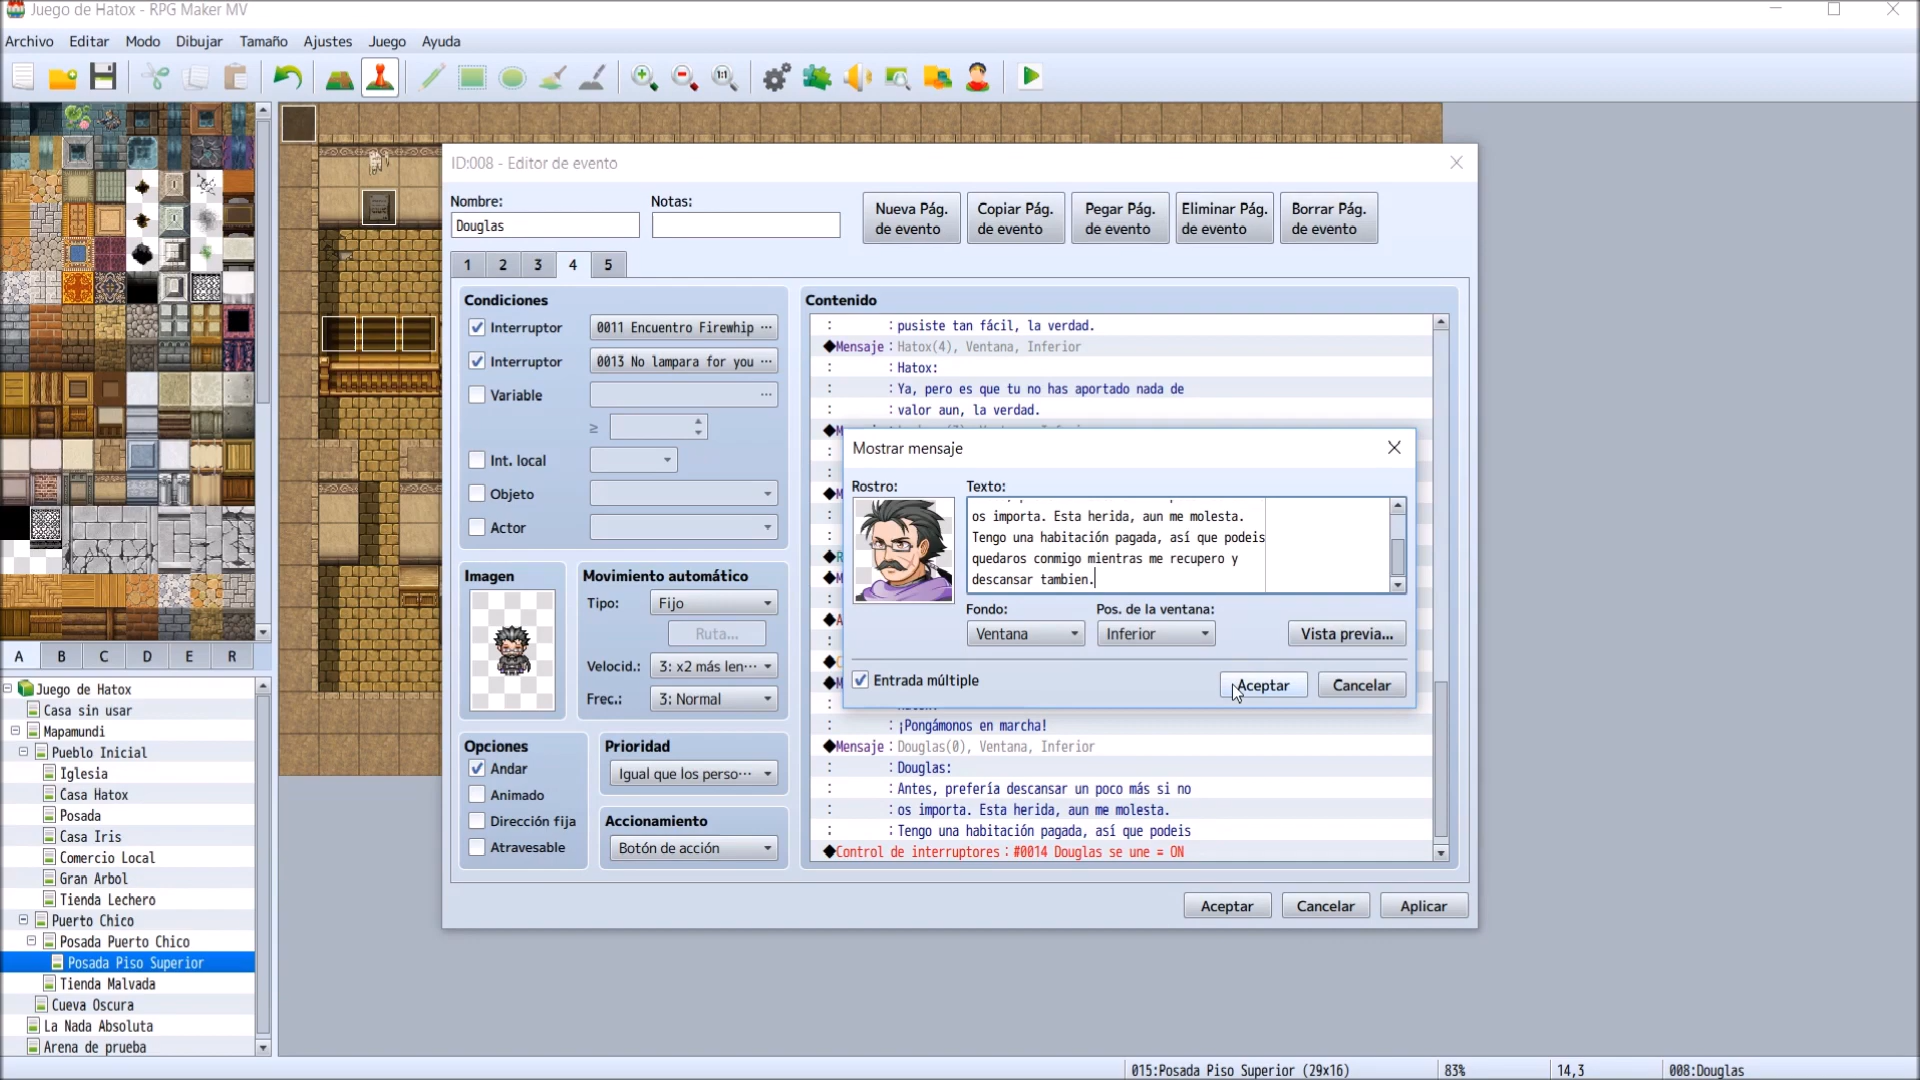 Juego de Hatox - RPG Maker MV
Archivo Editar Modo Dibujar Tamaño Ajustes Juego Ayuda
1:1
ID:008 - Editor de evento
Nombre:
Douglas
Notas:
Nueva Pág. de evento
Copiar Pág. de evento
Pegar Pág. de evento
Eliminar Pág. de evento
Borrar Pág. de evento
1 2 3 4 5
Condiciones
Interruptor 0011 Encuentro Firewhip ...
Interruptor 0013 No lampara for you ...
Variable ...
≥
Int. local
Objeto
Actor
Imagen
Movimiento automático
Tipo: Fijo
Ruta...
Velocid.: 3: x2 más len...
Frec.: 3: Normal
Opciones
Andar
Animado
Dirección fija
Atravesable
Prioridad
Igual que los perso...
Accionamiento
Botón de acción
Contenido
: : pusiste tan fácil, la verdad.
◆Mensaje : Hatox(4), Ventana, Inferior
: : Hatox:
: : Ya, pero es que tu no has aportado nada de
: : valor aun, la verdad.
Mostrar mensaje
Rostro:
Texto:
os importa. Esta herida, aun me molesta.
Tengo una habitación pagada, así que podeis
quedaros conmigo mientras me recupero y
descansar tambien.
Fondo:
Ventana
Pos. de la ventana:
Inferior
Vista previa...
Entrada múltiple
Aceptar
Cancelar
: : ¡Pongámonos en marcha!
◆Mensaje : Douglas(0), Ventana, Inferior
: : Douglas:
: : Antes, prefería descansar un poco más si no
: : os importa. Esta herida, aun me molesta.
: : Tengo una habitación pagada, así que podeis
◆Control de interruptores : #0014 Douglas se une = ON
Aceptar
Cancelar
Aplicar
A B C D E R
Juego de Hatox
Casa sin usar
Mapamundi
Pueblo Inicial
Iglesia
Casa Hatox
Posada
Casa Iris
Comercio Local
Gran Arbol
Tienda Lechero
Puerto Chico
Posada Puerto Chico
Posada Piso Superior
Tienda Malvada
Cueva Oscura
La Nada Absoluta
Arena de prueba
015:Posada Piso Superior (29x16)
83%
14,3
008:Douglas